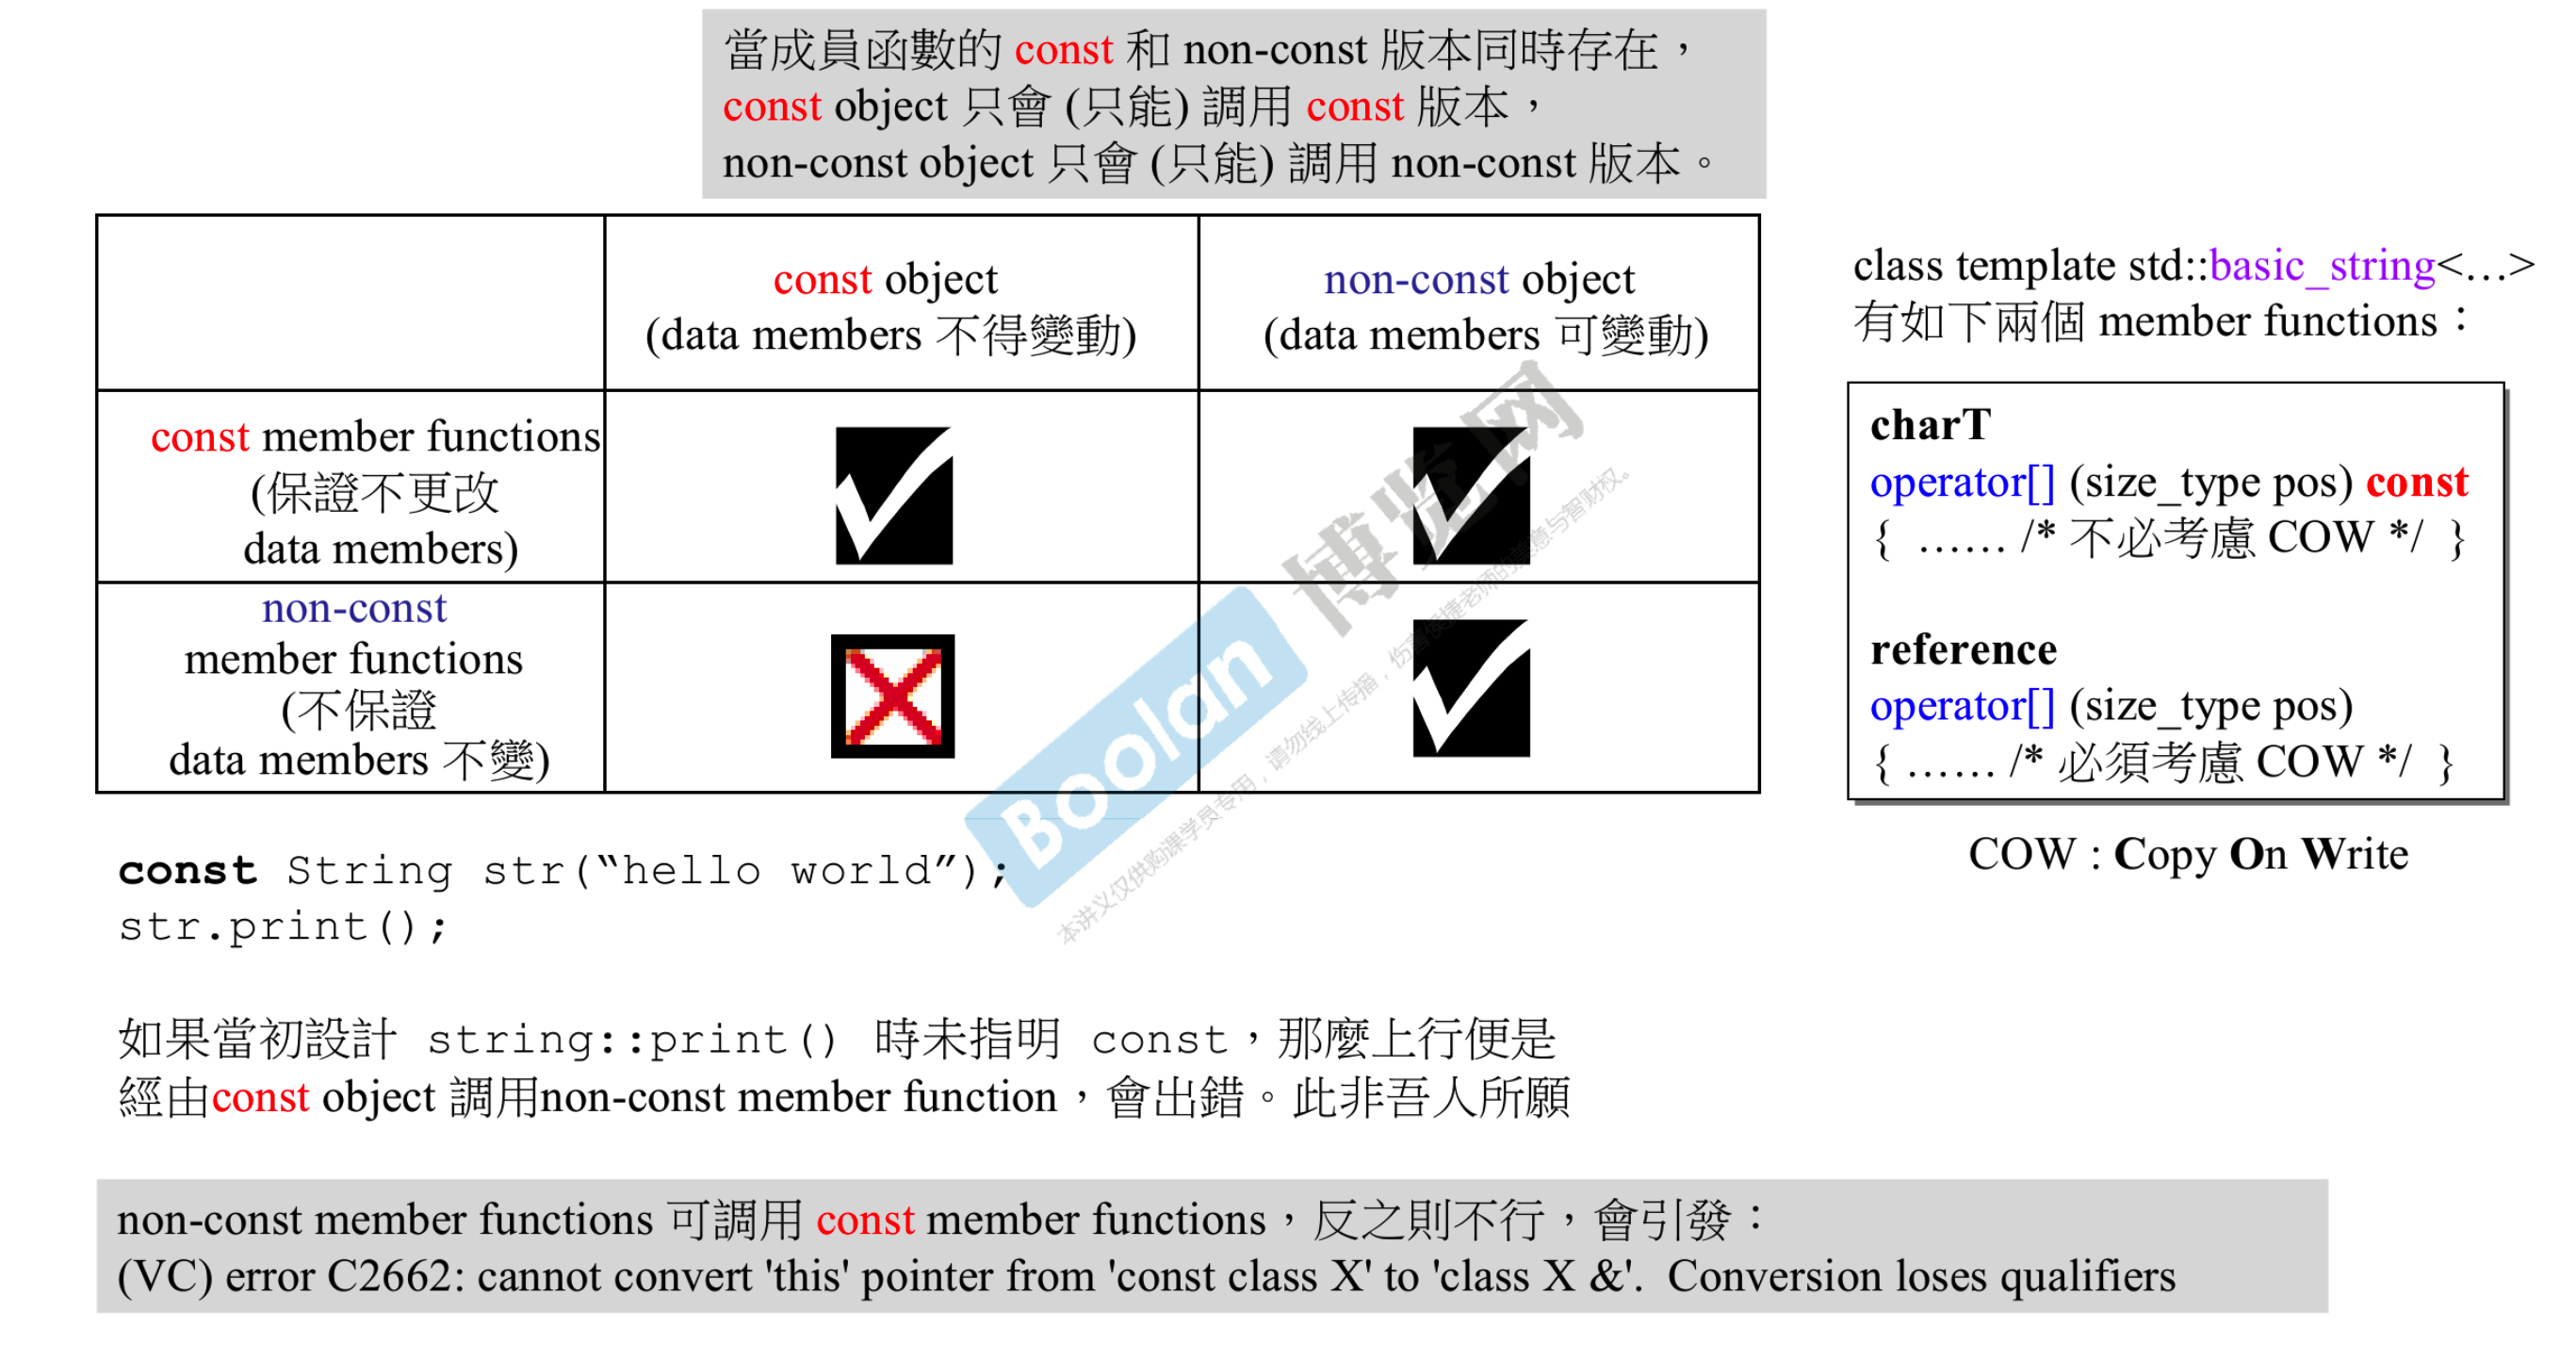 當成員函數的 const 和 non-const 版本同時存在，
const object 只會 (只能) 調用 const 版本，
non-const object 只會 (只能) 調用 non-const 版本。
const object
(data members 不得變動)
non-const object
(data members 可變動)
const member functions
(保證不更改
data members)
non-const
member functions
(不保證
data members 不變)
class template std::basic_string<…>
有如下兩個 member functions：
charT
operator[] (size_type pos) const
{ …… /* 不必考慮 COW */ }
reference
operator[] (size_type pos)
{ …… /* 必須考慮 COW */ }
COW : Copy On Write
const String str(“hello world”);
str.print();
如果當初設計 string::print() 時未指明 const，那麼上行便是
經由const object 調用non-const member function，會出錯。此非吾人所願
non-const member functions 可調用 const member functions，反之則不行，會引發：
(VC) error C2662: cannot convert 'this' pointer from 'const class X' to 'class X &'. Conversion loses qualifiers
Boolan 博览网
本讲义仅供购课学员专用，请勿线上传播，伤害侯捷老师的美意与智财权。